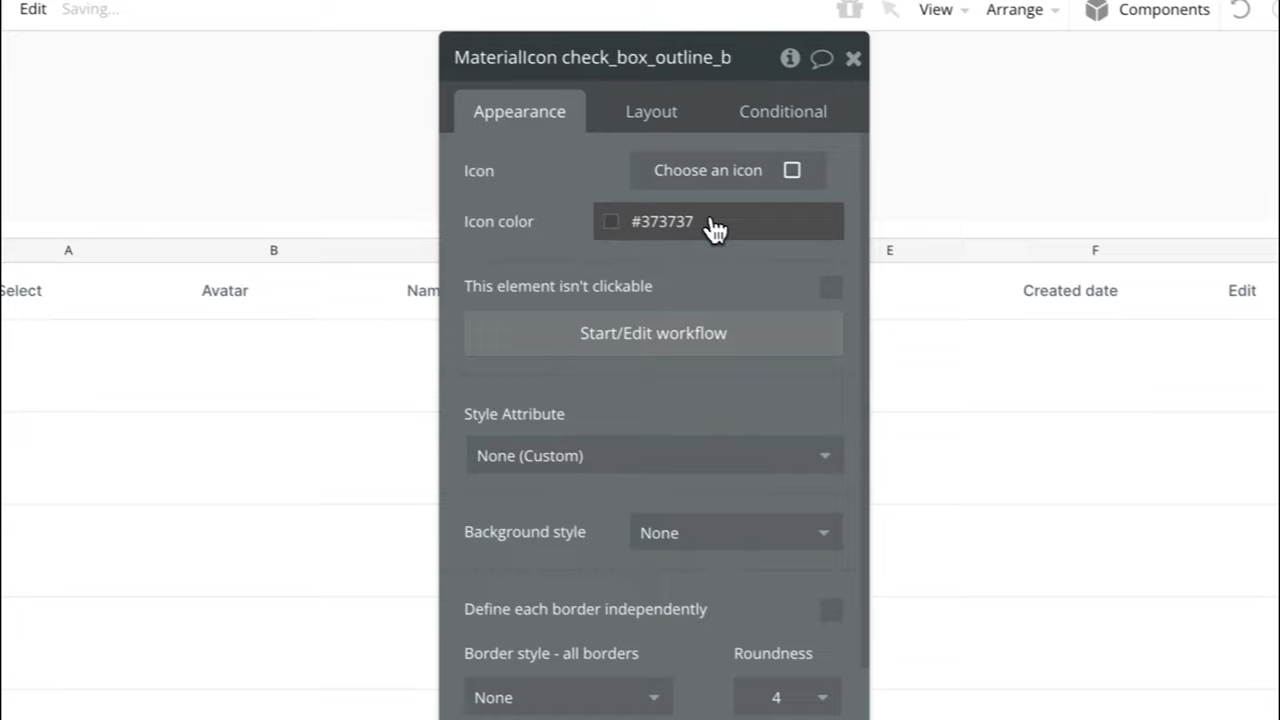 Edit Saving... View Arrange Components
MaterialIcon check_box_outline_b
Appearance Layout Conditional
Icon Choose an icon
Icon color #373737
A B E F
This element isn't clickable
Select Avatar Nam Created date Edit
Start/Edit workflow
Style Attribute
None (Custom)
Background style None
Define each border independently
Border style - all borders Roundness
None 4